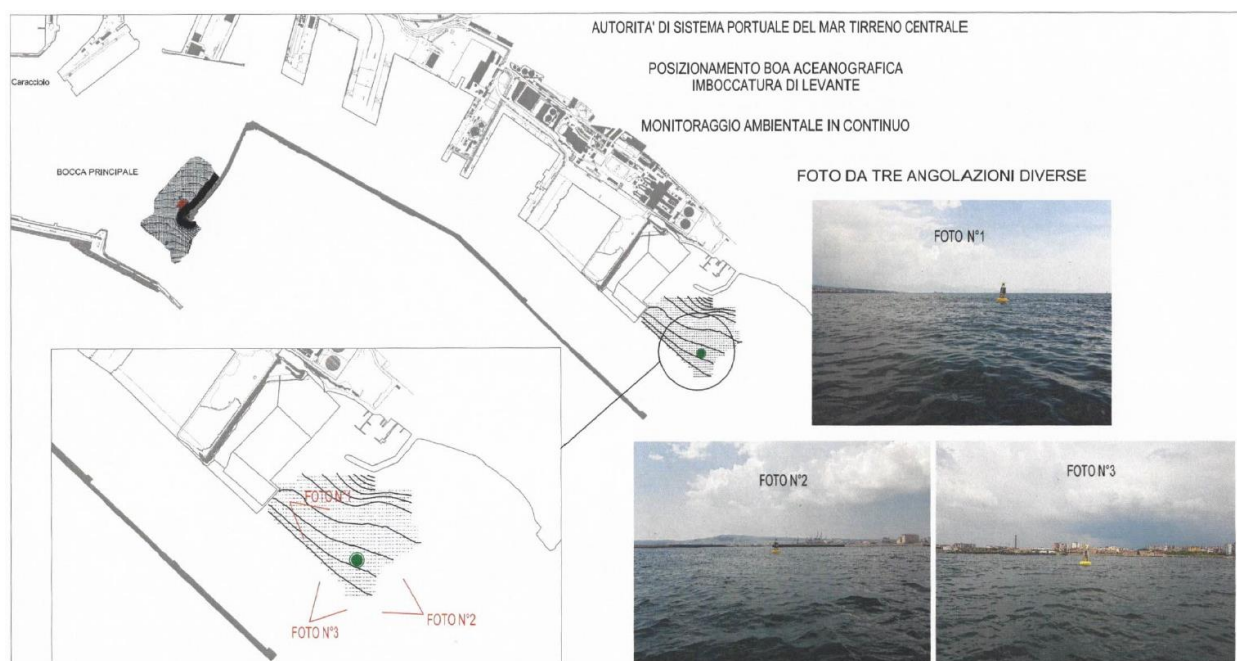 AUTORITA' DI SISTEMA PORTUALE DEL MAR TIRRENO CENTRALE
POSIZIONAMENTO BOA ACEANOGRAFICA
IMBOCCATURA DI LEVANTE
MONITORAGGIO AMBIENTALE IN CONTINUO
Caracciolo
BOCCA PRINCIPALE
FOTO DA TRE ANGOLAZIONI DIVERSE
FOTO N°1
FOTO N°2
FOTO N°3
FOTO N°1
FOTO N°2
FOTO N°3